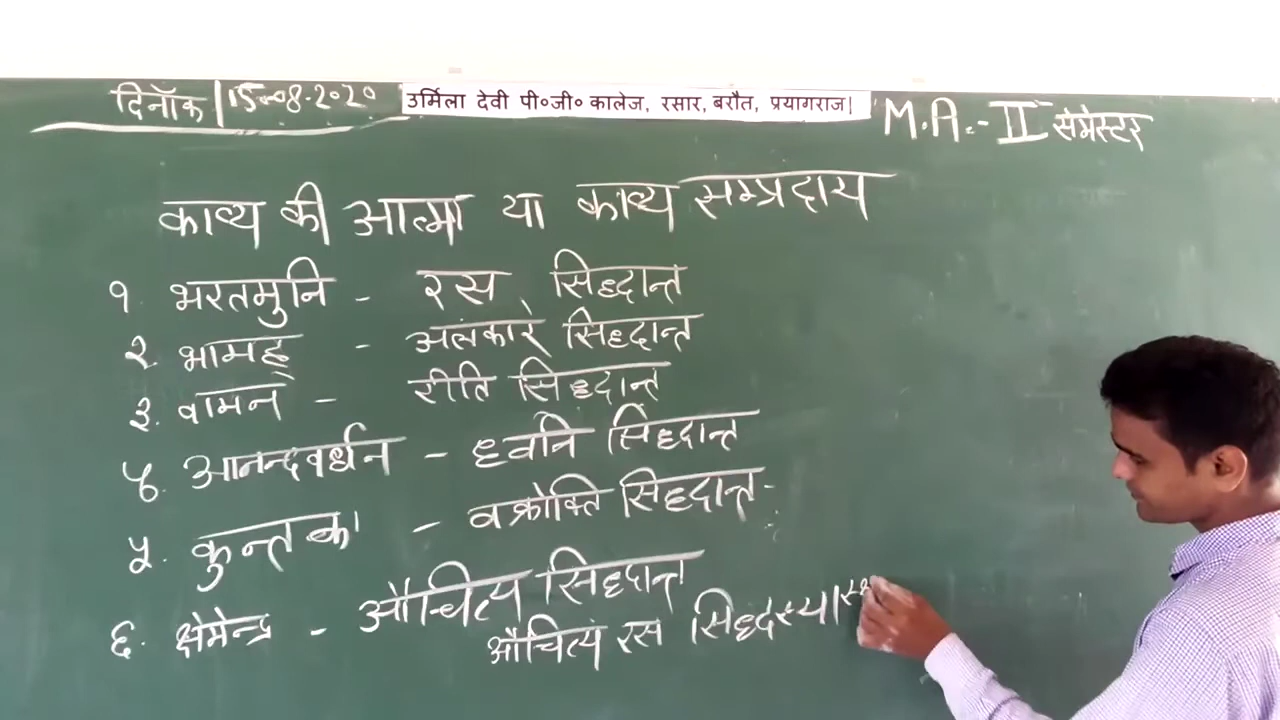 दिनॉक | 15-08-2020
उर्मिला देवी पी०जी० कालेज, रसार, बरौत, प्रयागराज।
M.A.-II सेमेस्टर
काव्य की आत्मा या काव्य सम्प्रदाय
१. भरतमुनि - रस सिद्धान्त
२. भामह - अलंकार सिद्धान्त
३. वामन - रीति सिद्धान्त
४. आनन्दवर्धन - ध्वनि सिद्धान्त
५. कुन्तक - वक्रोक्ति सिद्धान्त
६. क्षेमेन्द्र - औचित्य सिद्धान्त
औचित्यं रस सिद्धस्य